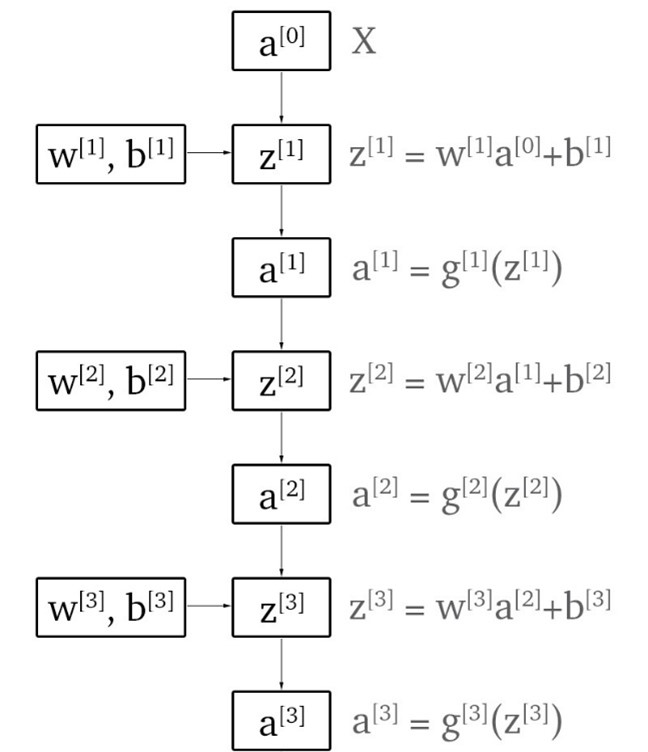 a[0] X
w[1], b[1] z[1] z[1] = w[1]a[0]+b[1]
a[1] a[1] = g[1](z[1])
w[2], b[2] z[2] z[2] = w[2]a[1]+b[2]
a[2] a[2] = g[2](z[2])
w[3], b[3] z[3] z[3] = w[3]a[2]+b[3]
a[3] a[3] = g[3](z[3])